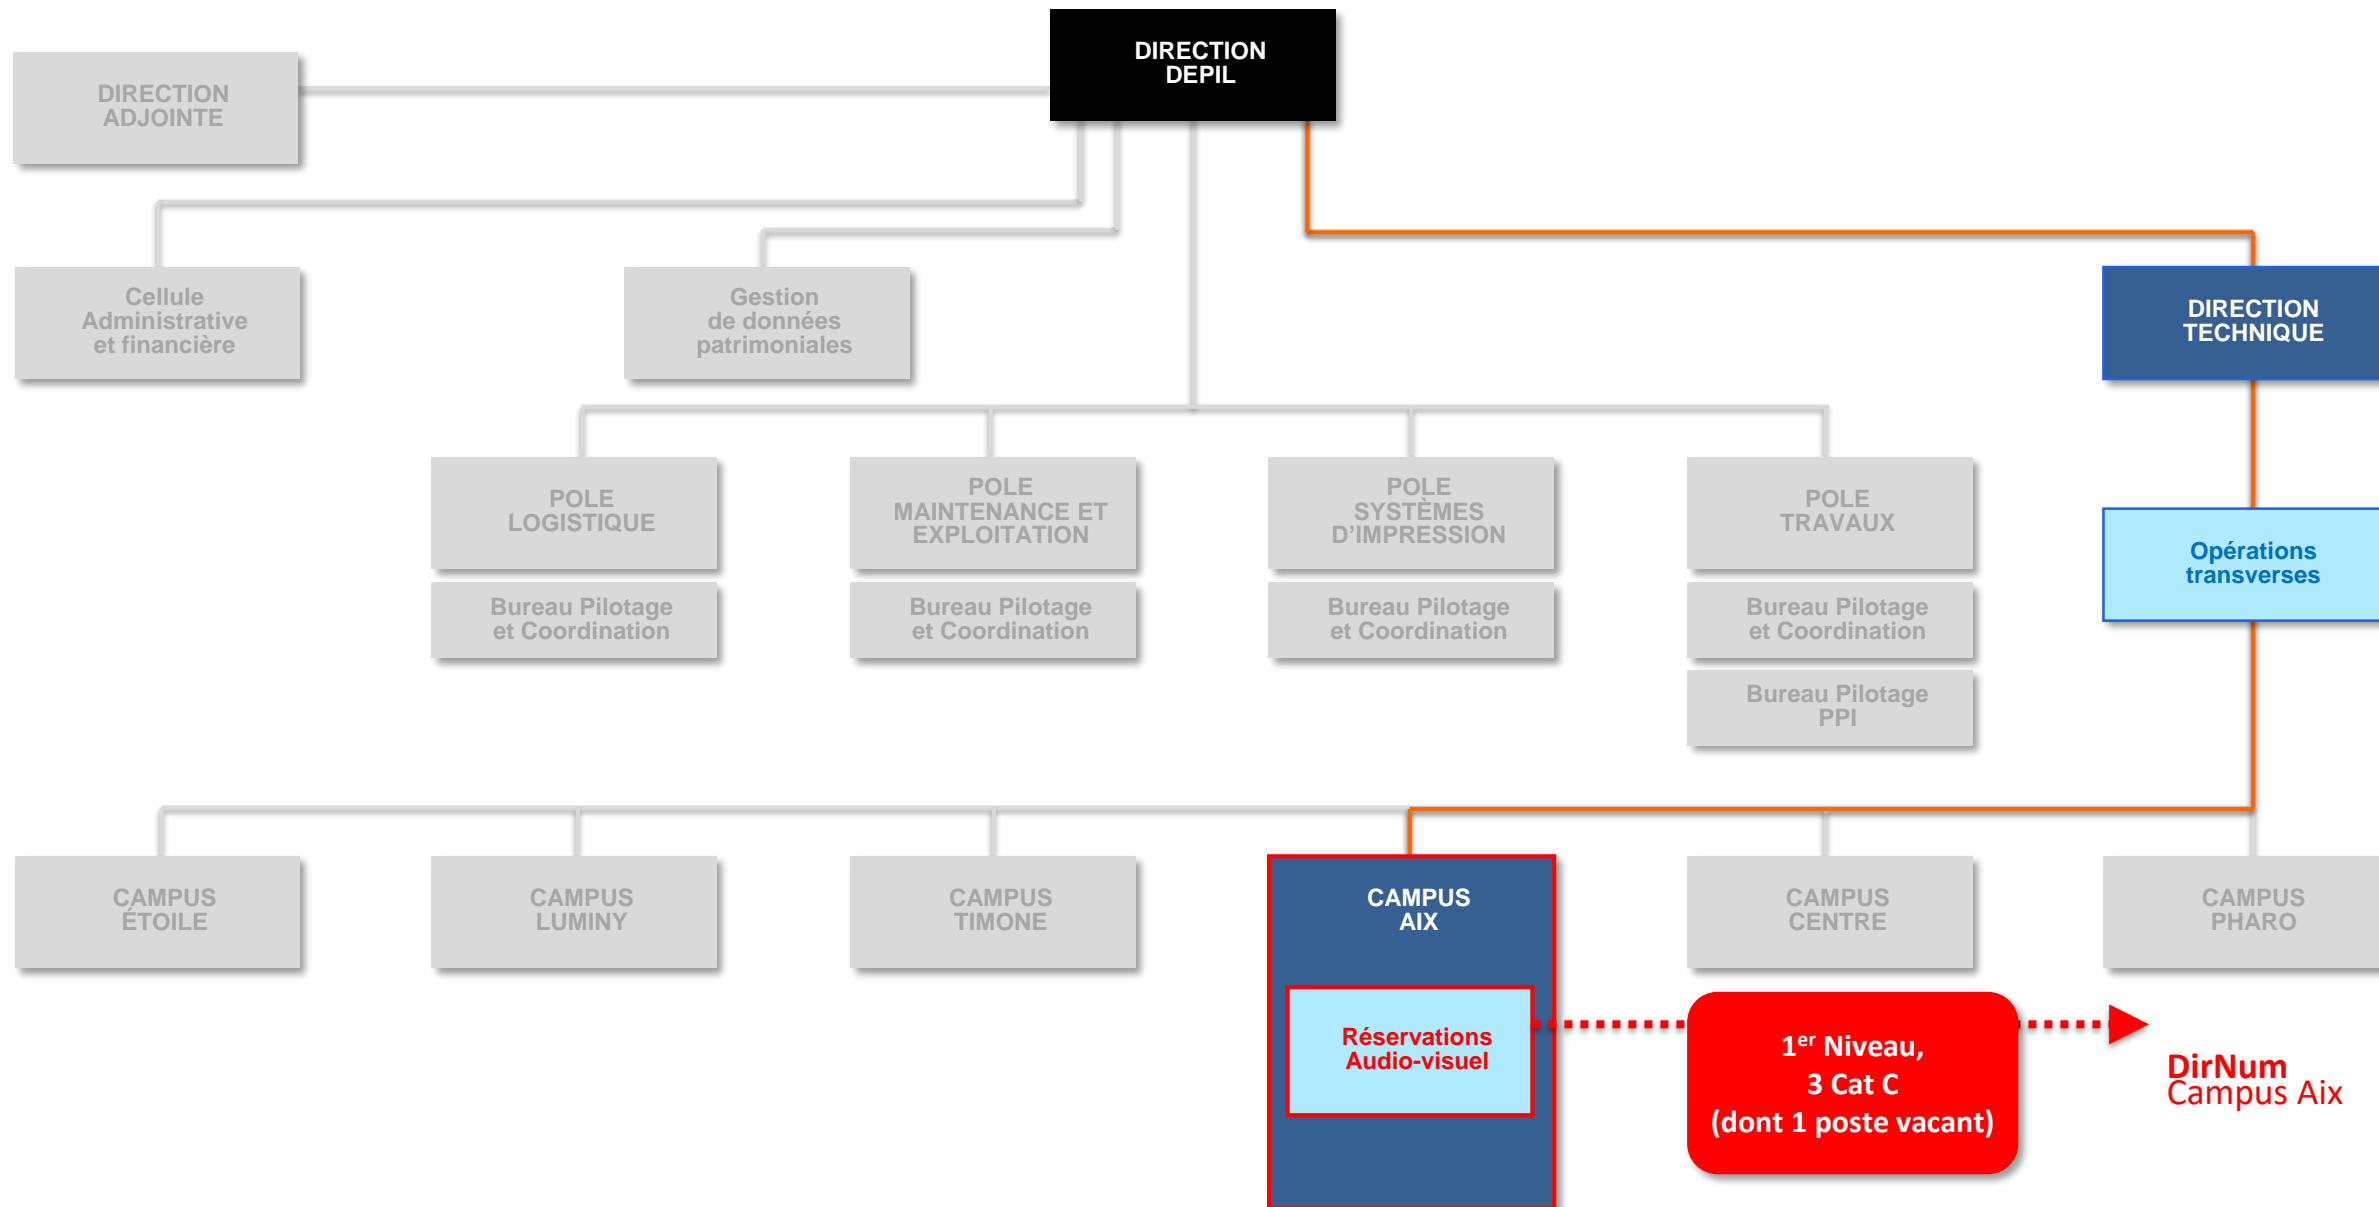 DIRECTION
DEPIL
DIRECTION
ADJOINTE
Cellule
Administrative
et financière
Gestion
de données
patrimoniales
DIRECTION
TECHNIQUE
POLE
LOGISTIQUE
POLE
MAINTENANCE ET
EXPLOITATION
POLE
SYSTÈMES
D’IMPRESSION
POLE
TRAVAUX
Opérations
transverses
Bureau Pilotage
et Coordination
Bureau Pilotage
et Coordination
Bureau Pilotage
et Coordination
Bureau Pilotage
et Coordination
Bureau Pilotage
PPI
CAMPUS
ÉTOILE
CAMPUS
LUMINY
CAMPUS
TIMONE
CAMPUS
AIX
CAMPUS
CENTRE
CAMPUS
PHARO
Réservations
Audio-visuel
1er Niveau,
3 Cat C
(dont 1 poste vacant)
DirNum
Campus Aix